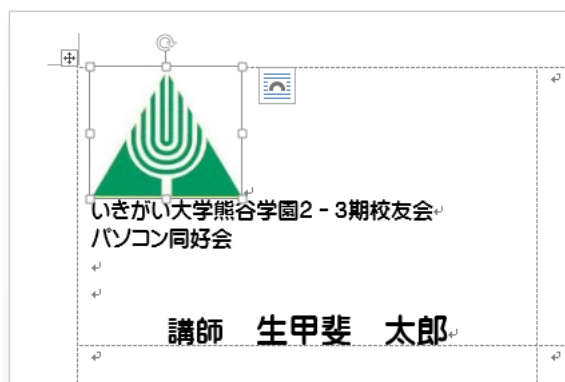 いきがい大学熊谷学園2‐3期校友会
パソコン同好会
講師　生甲斐　太郎